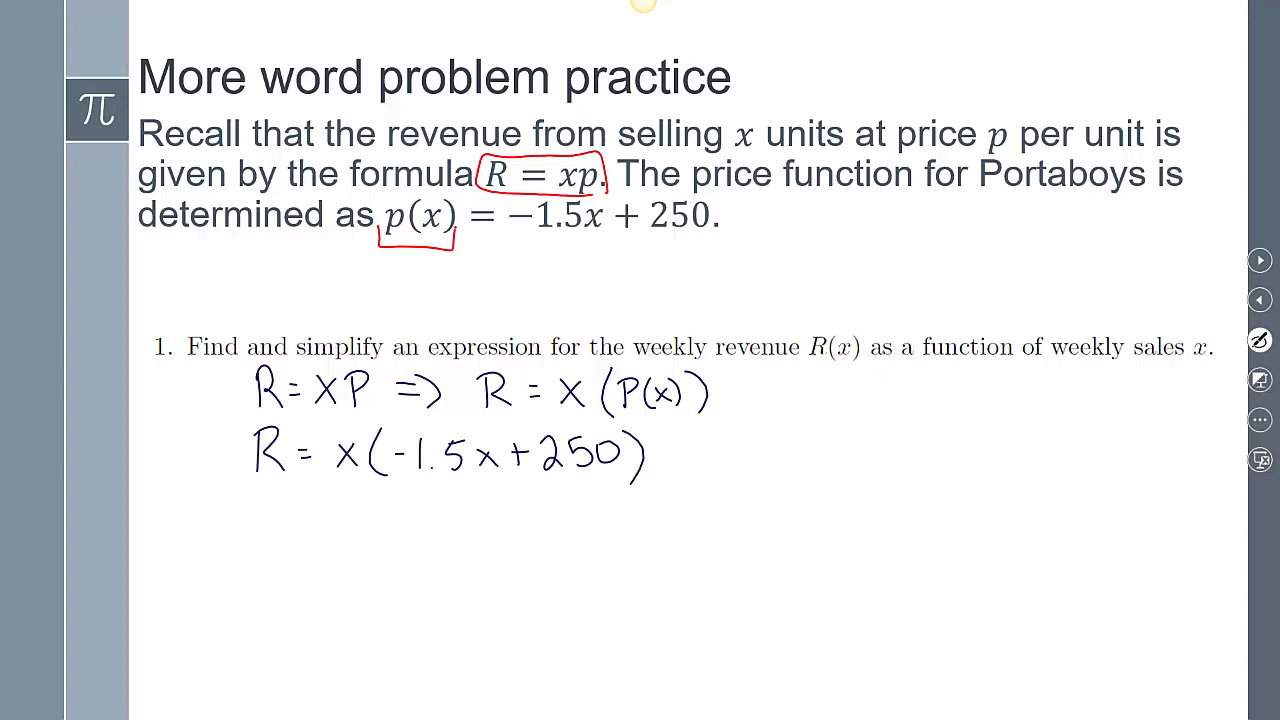 π
More word problem practice
Recall that the revenue from selling x units at price p per unit is
given by the formula R = xp. The price function for Portaboys is
determined as p(x) = −1.5x + 250.
1. Find and simplify an expression for the weekly revenue R(x) as a function of weekly sales x.
R = XP => R = X (P(x))
R = x(-1.5x+250)